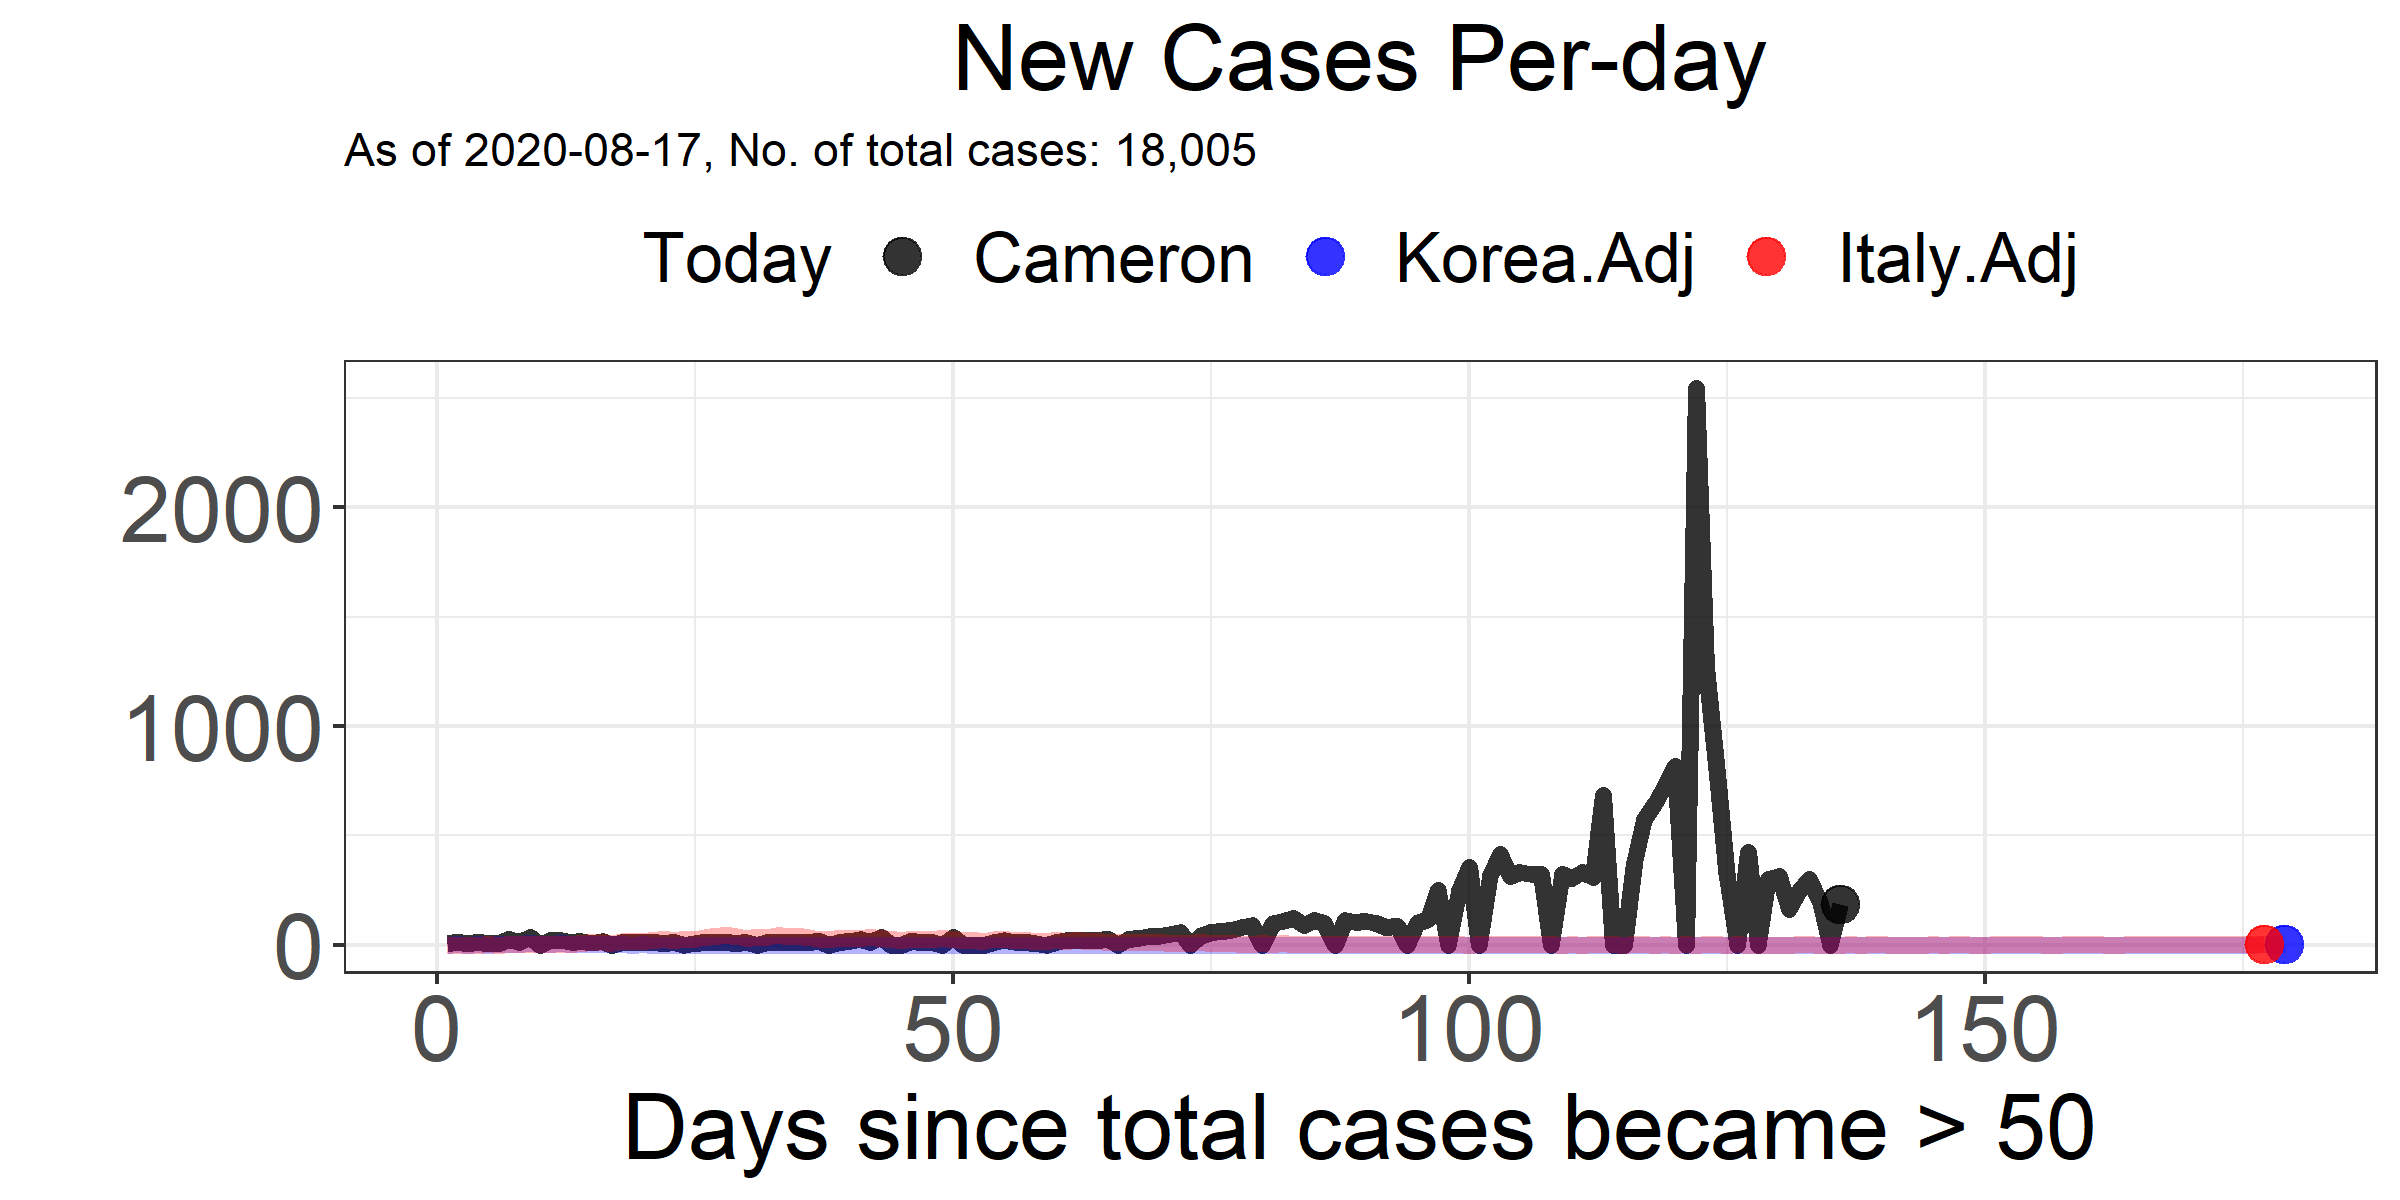 New Cases Per-day
As of 2020-08-17, No. of total cases: 18,005
Today Cameron Korea.Adj Italy.Adj
2000
1000
0
0 50 100 150
Days since total cases became > 50